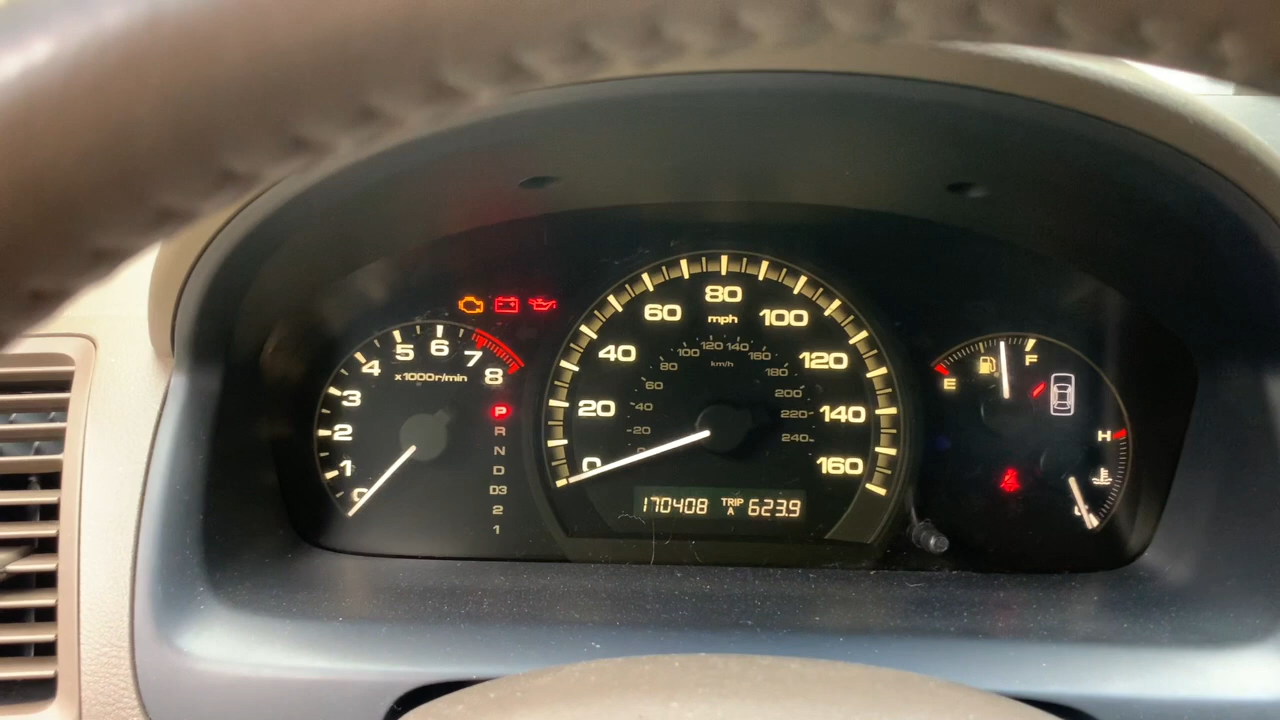 0 1 2 3 4 5 6 7 8
x1000r/min
P
R
N
D
D3
2
1
0 20 40 60 80 100 120 140 160
mph
20 40 60 80 100 120 140 160 180 200 220 240
km/h
170408 TRIP A 623.9
E F
H
C